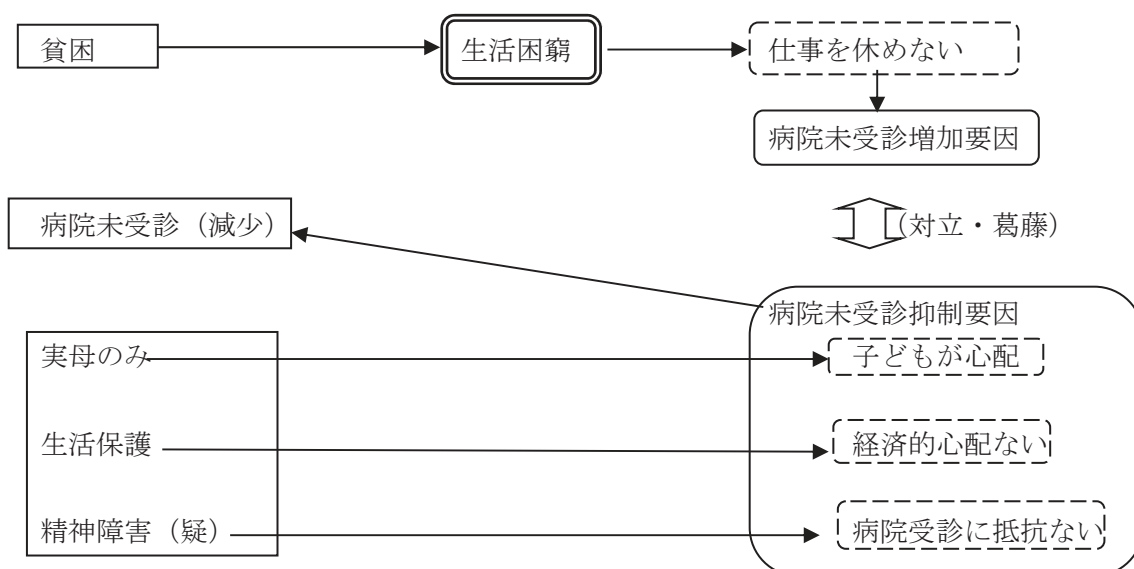 貧困
生活困窮
仕事を休めない
病院未受診増加要因
病院未受診（減少）
(対立・葛藤）
病院未受診抑制要因
実母のみ
子どもが心配
生活保護
経済的心配ない
精神障害（疑）
病院受診に抵抗ない